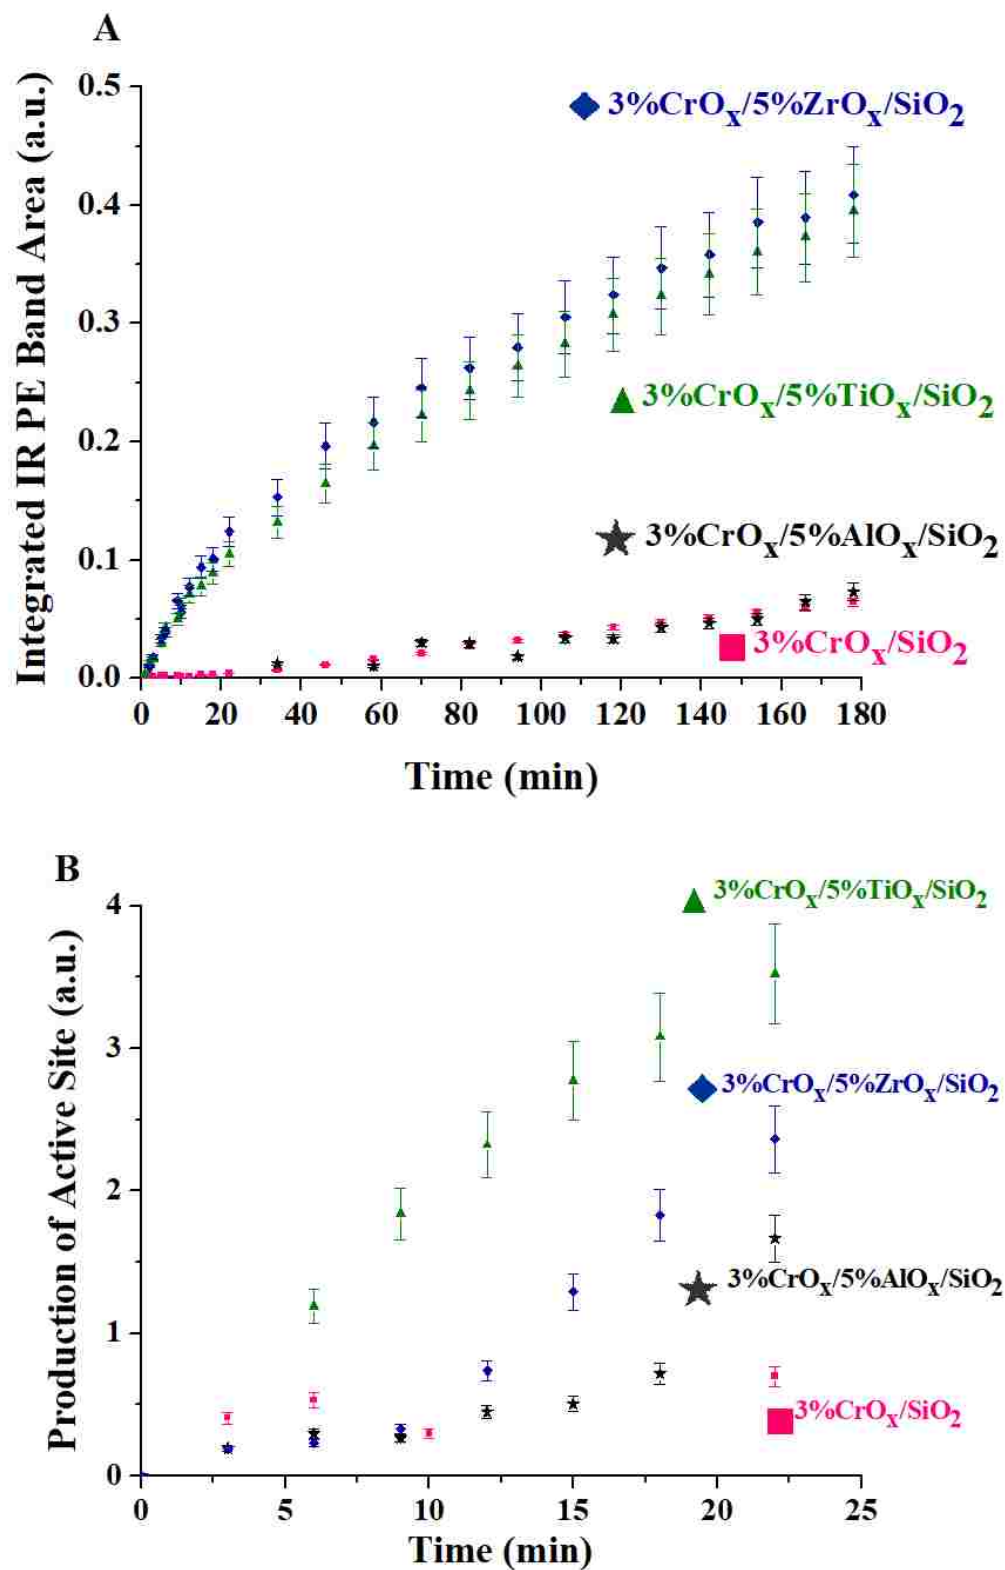 A
Integrated IR PE Band Area (a.u.)
0.5
0.4
0.3
0.2
0.1
0.0
3%CrOx/5%ZrOx/SiO2
3%CrOx/5%TiOx/SiO2
3%CrOx/5%AlOx/SiO2
3%CrOx/SiO2
0 20 40 60 80 100 120 140 160 180
Time (min)
B
Production of Active Site (a.u.)
4
3
2
1
0
3%CrOx/5%TiOx/SiO2
3%CrOx/5%ZrOx/SiO2
3%CrOx/5%AlOx/SiO2
3%CrOx/SiO2
0 5 10 15 20 25
Time (min)